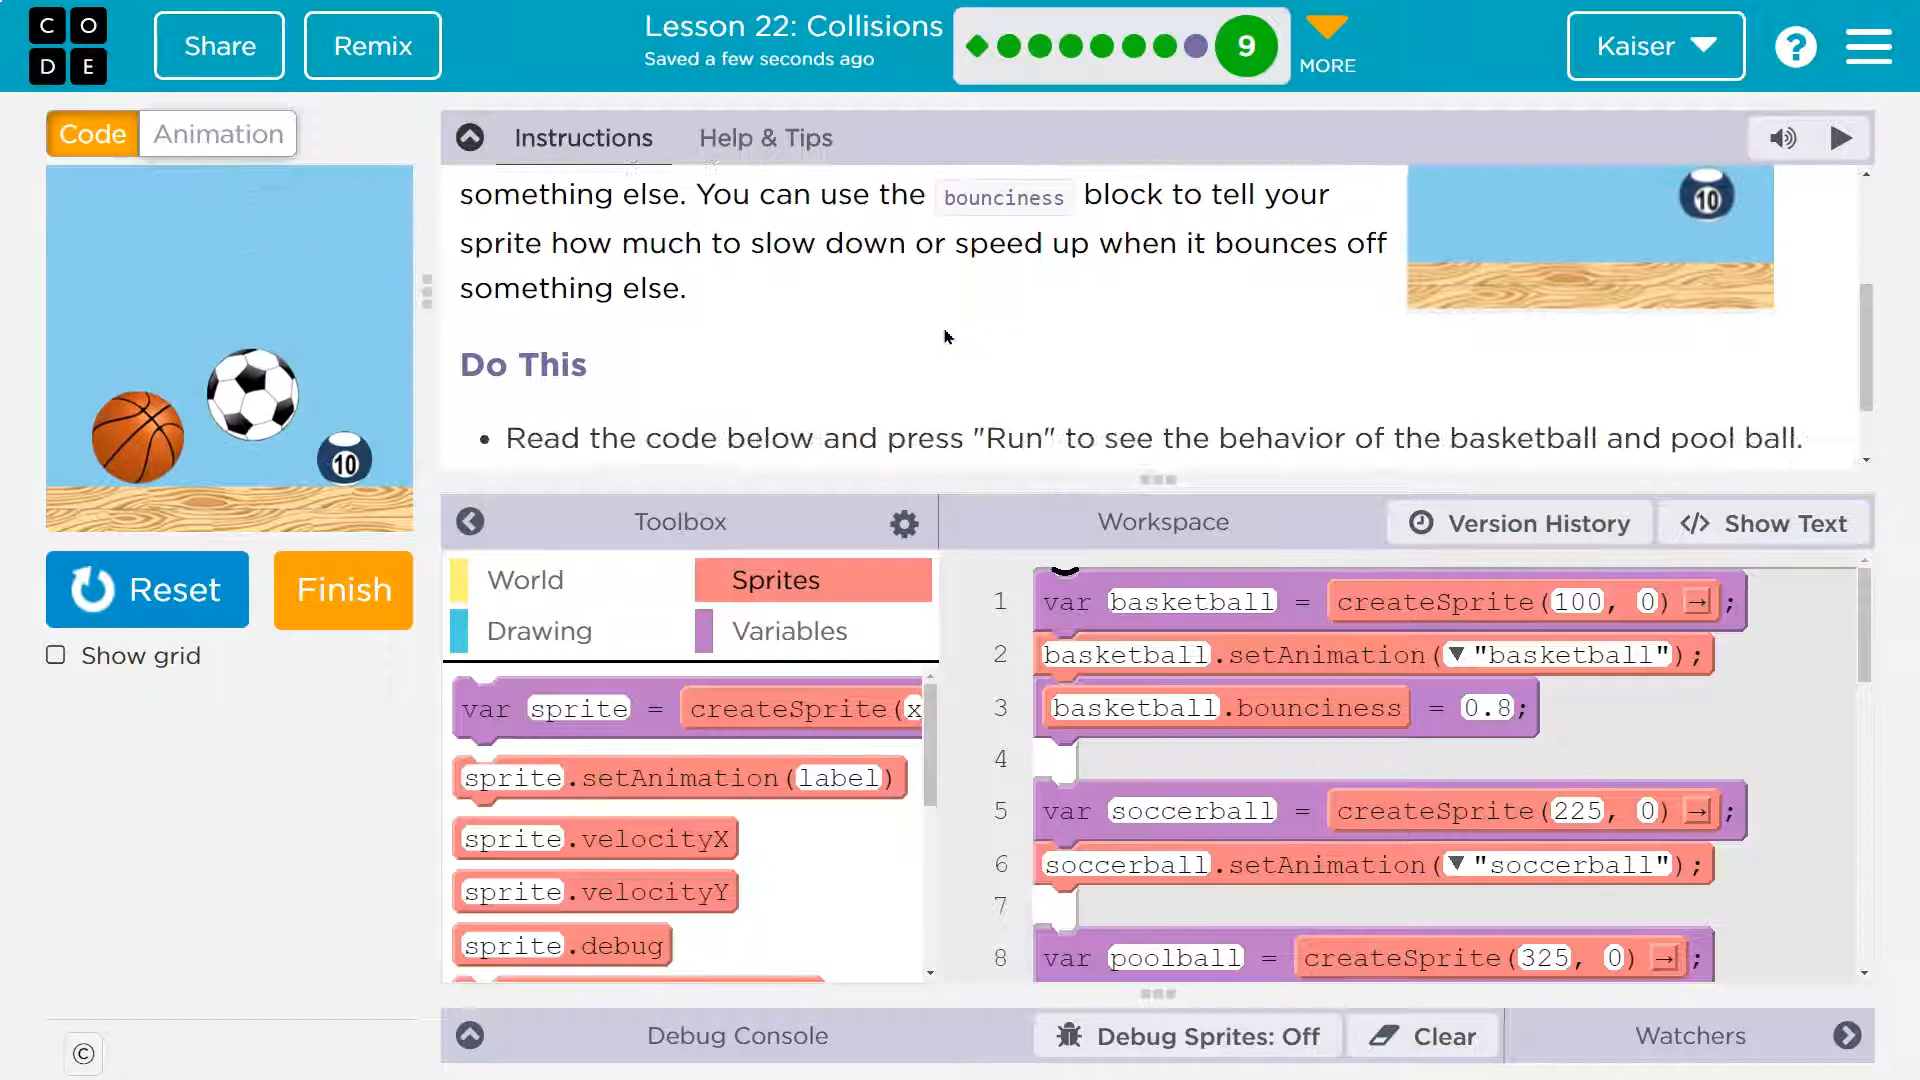 C O
D E
Share
Remix
Lesson 22: Collisions
Saved a few seconds ago
9
MORE
Kaiser
?
Code
Animation
Instructions
Help & Tips
something else. You can use the bounciness block to tell your
sprite how much to slow down or speed up when it bounces off
something else.
10
Do This
• Read the code below and press "Run" to see the behavior of the basketball and pool ball.
10
Reset
Finish
Show grid
©
Toolbox
World
Sprites
Drawing
Variables
var sprite = createSprite(x
sprite.setAnimation(label)
sprite.velocityX
sprite.velocityY
sprite.debug
Workspace
Version History
</> Show Text
1 var basketball = createSprite(100, 0) → ;
2 basketball.setAnimation(▼ "basketball");
3 basketball.bounciness = 0.8;
4
5 var soccerball = createSprite(225, 0) → ;
6 soccerball.setAnimation(▼ "soccerball");
7
8 var poolball = createSprite(325, 0) → ;
Debug Console
Debug Sprites: Off
Clear
Watchers